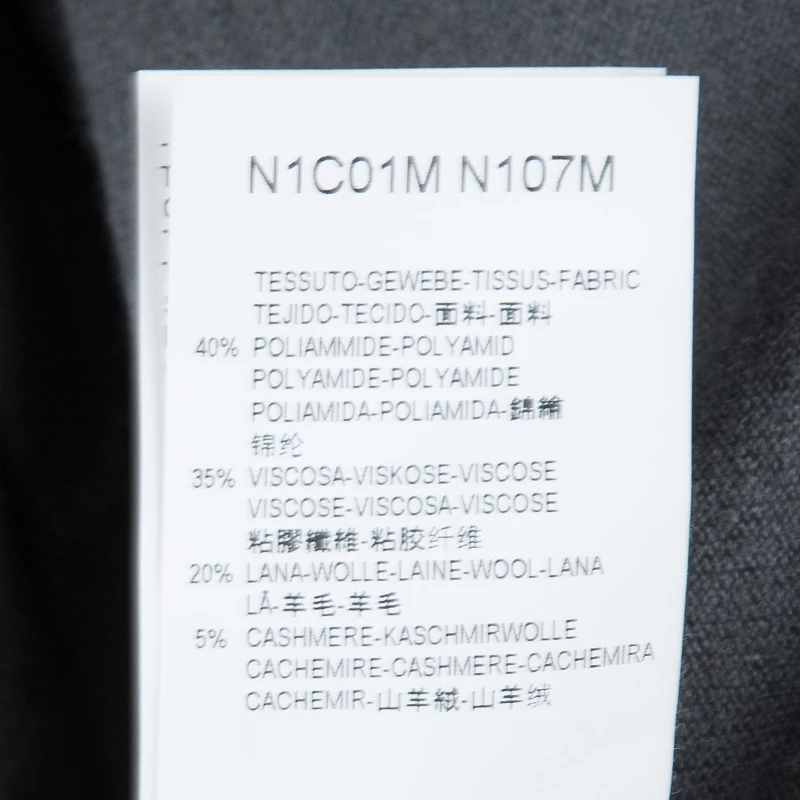 N1C01M N107M
TESSUTO-GEWEBE-TISSUS-FABRIC
TEJIDO-TECIDO-面料-面料
40% POLIAMMIDE-POLYAMID
POLYAMIDE-POLYAMIDE
POLIAMIDA-POLIAMIDA-錦綸
锦纶
35% VISCOSA-VISKOSE-VISCOSE
VISCOSE-VISCOSA-VISCOSE
粘膠纖維-粘胶纤维
20% LANA-WOLLE-LAINE-WOOL-LANA
LÃ-羊毛-羊毛
5% CASHMERE-KASCHMIRWOLLE
CACHEMIRE-CASHMERE-CACHEMIRA
CACHEMIR-山羊絨-山羊绒